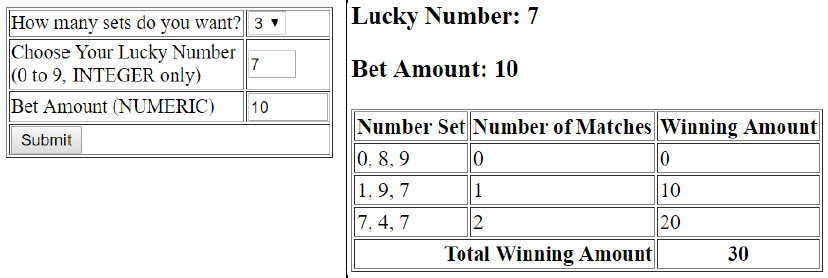 How many sets do you want? 3
Choose Your Lucky Number
(0 to 9, INTEGER only) 7
Bet Amount (NUMERIC) 10
Submit
Lucky Number: 7
Bet Amount: 10
Number Set Number of Matches Winning Amount
0, 8, 9 0 0
1, 9, 7 1 10
7, 4, 7 2 20
Total Winning Amount 30